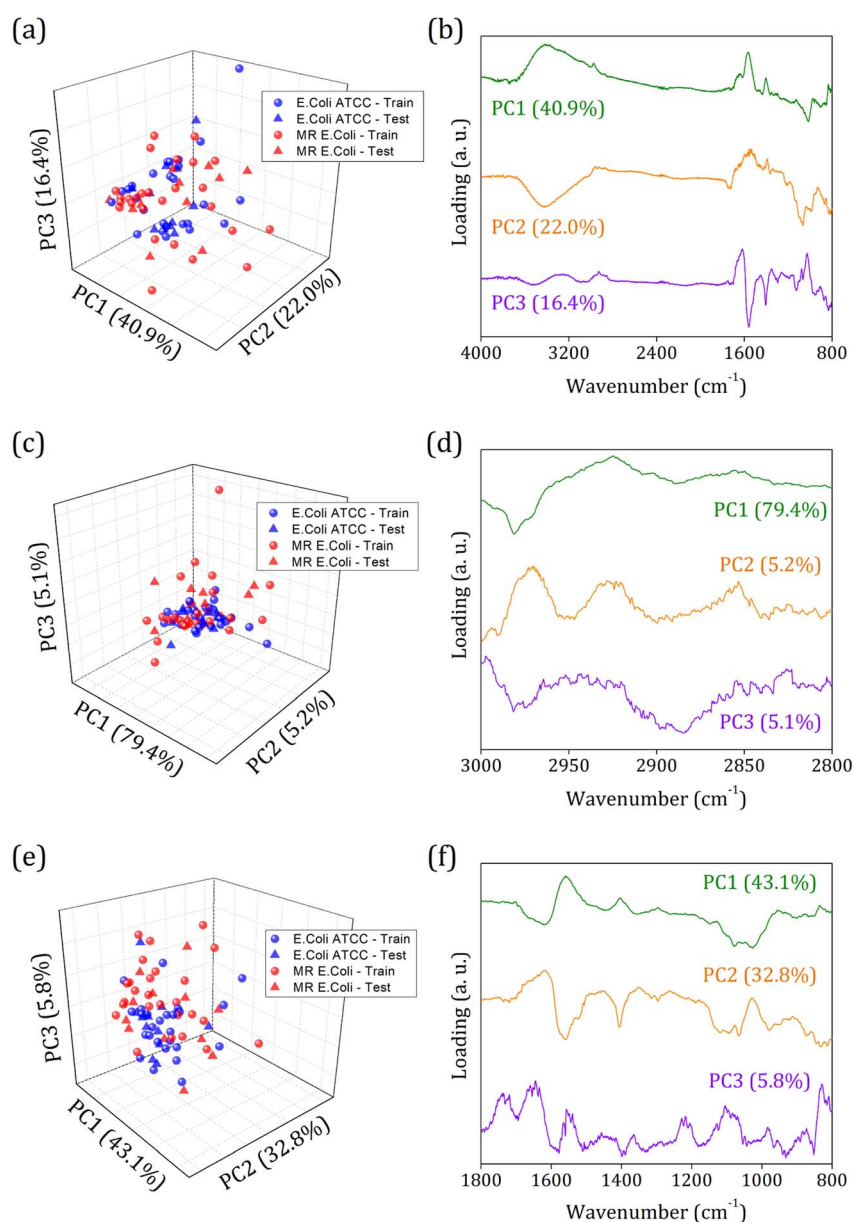 (a)
E.Coli ATCC - Train
E.Coli ATCC - Test
MR E.Coli - Train
MR E.Coli - Test
PC3 (16.4%)
PC1 (40.9%)
PC2 (22.0%)
(b)
PC1 (40.9%)
PC2 (22.0%)
PC3 (16.4%)
Loading (a. u.)
4000 3200 2400 1600 800
Wavenumber (cm⁻¹)
(c)
E.Coli ATCC - Train
E.Coli ATCC - Test
MR E.Coli - Train
MR E.Coli - Test
PC3 (5.1%)
PC1 (79.4%)
PC2 (5.2%)
(d)
PC1 (79.4%)
PC2 (5.2%)
PC3 (5.1%)
Loading (a. u.)
3000 2950 2900 2850 2800
Wavenumber (cm⁻¹)
(e)
E.Coli ATCC - Train
E.Coli ATCC - Test
MR E.Coli - Train
MR E.Coli - Test
PC3 (5.8%)
PC1 (43.1%)
PC2 (32.8%)
(f)
PC1 (43.1%)
PC2 (32.8%)
PC3 (5.8%)
Loading (a. u.)
1800 1600 1400 1200 1000 800
Wavenumber (cm⁻¹)